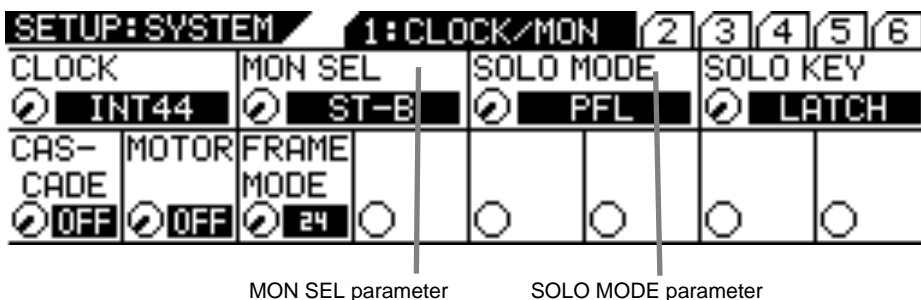 SETUP:SYSTEM 1:CLOCK/MON 2 3 4 5 6
CLOCK MON SEL SOLO MODE SOLO KEY
INT44 ST-B PFL LATCH
CAS- MOTOR FRAME
CADE MODE
OFF OFF 24
MON SEL parameter SOLO MODE parameter